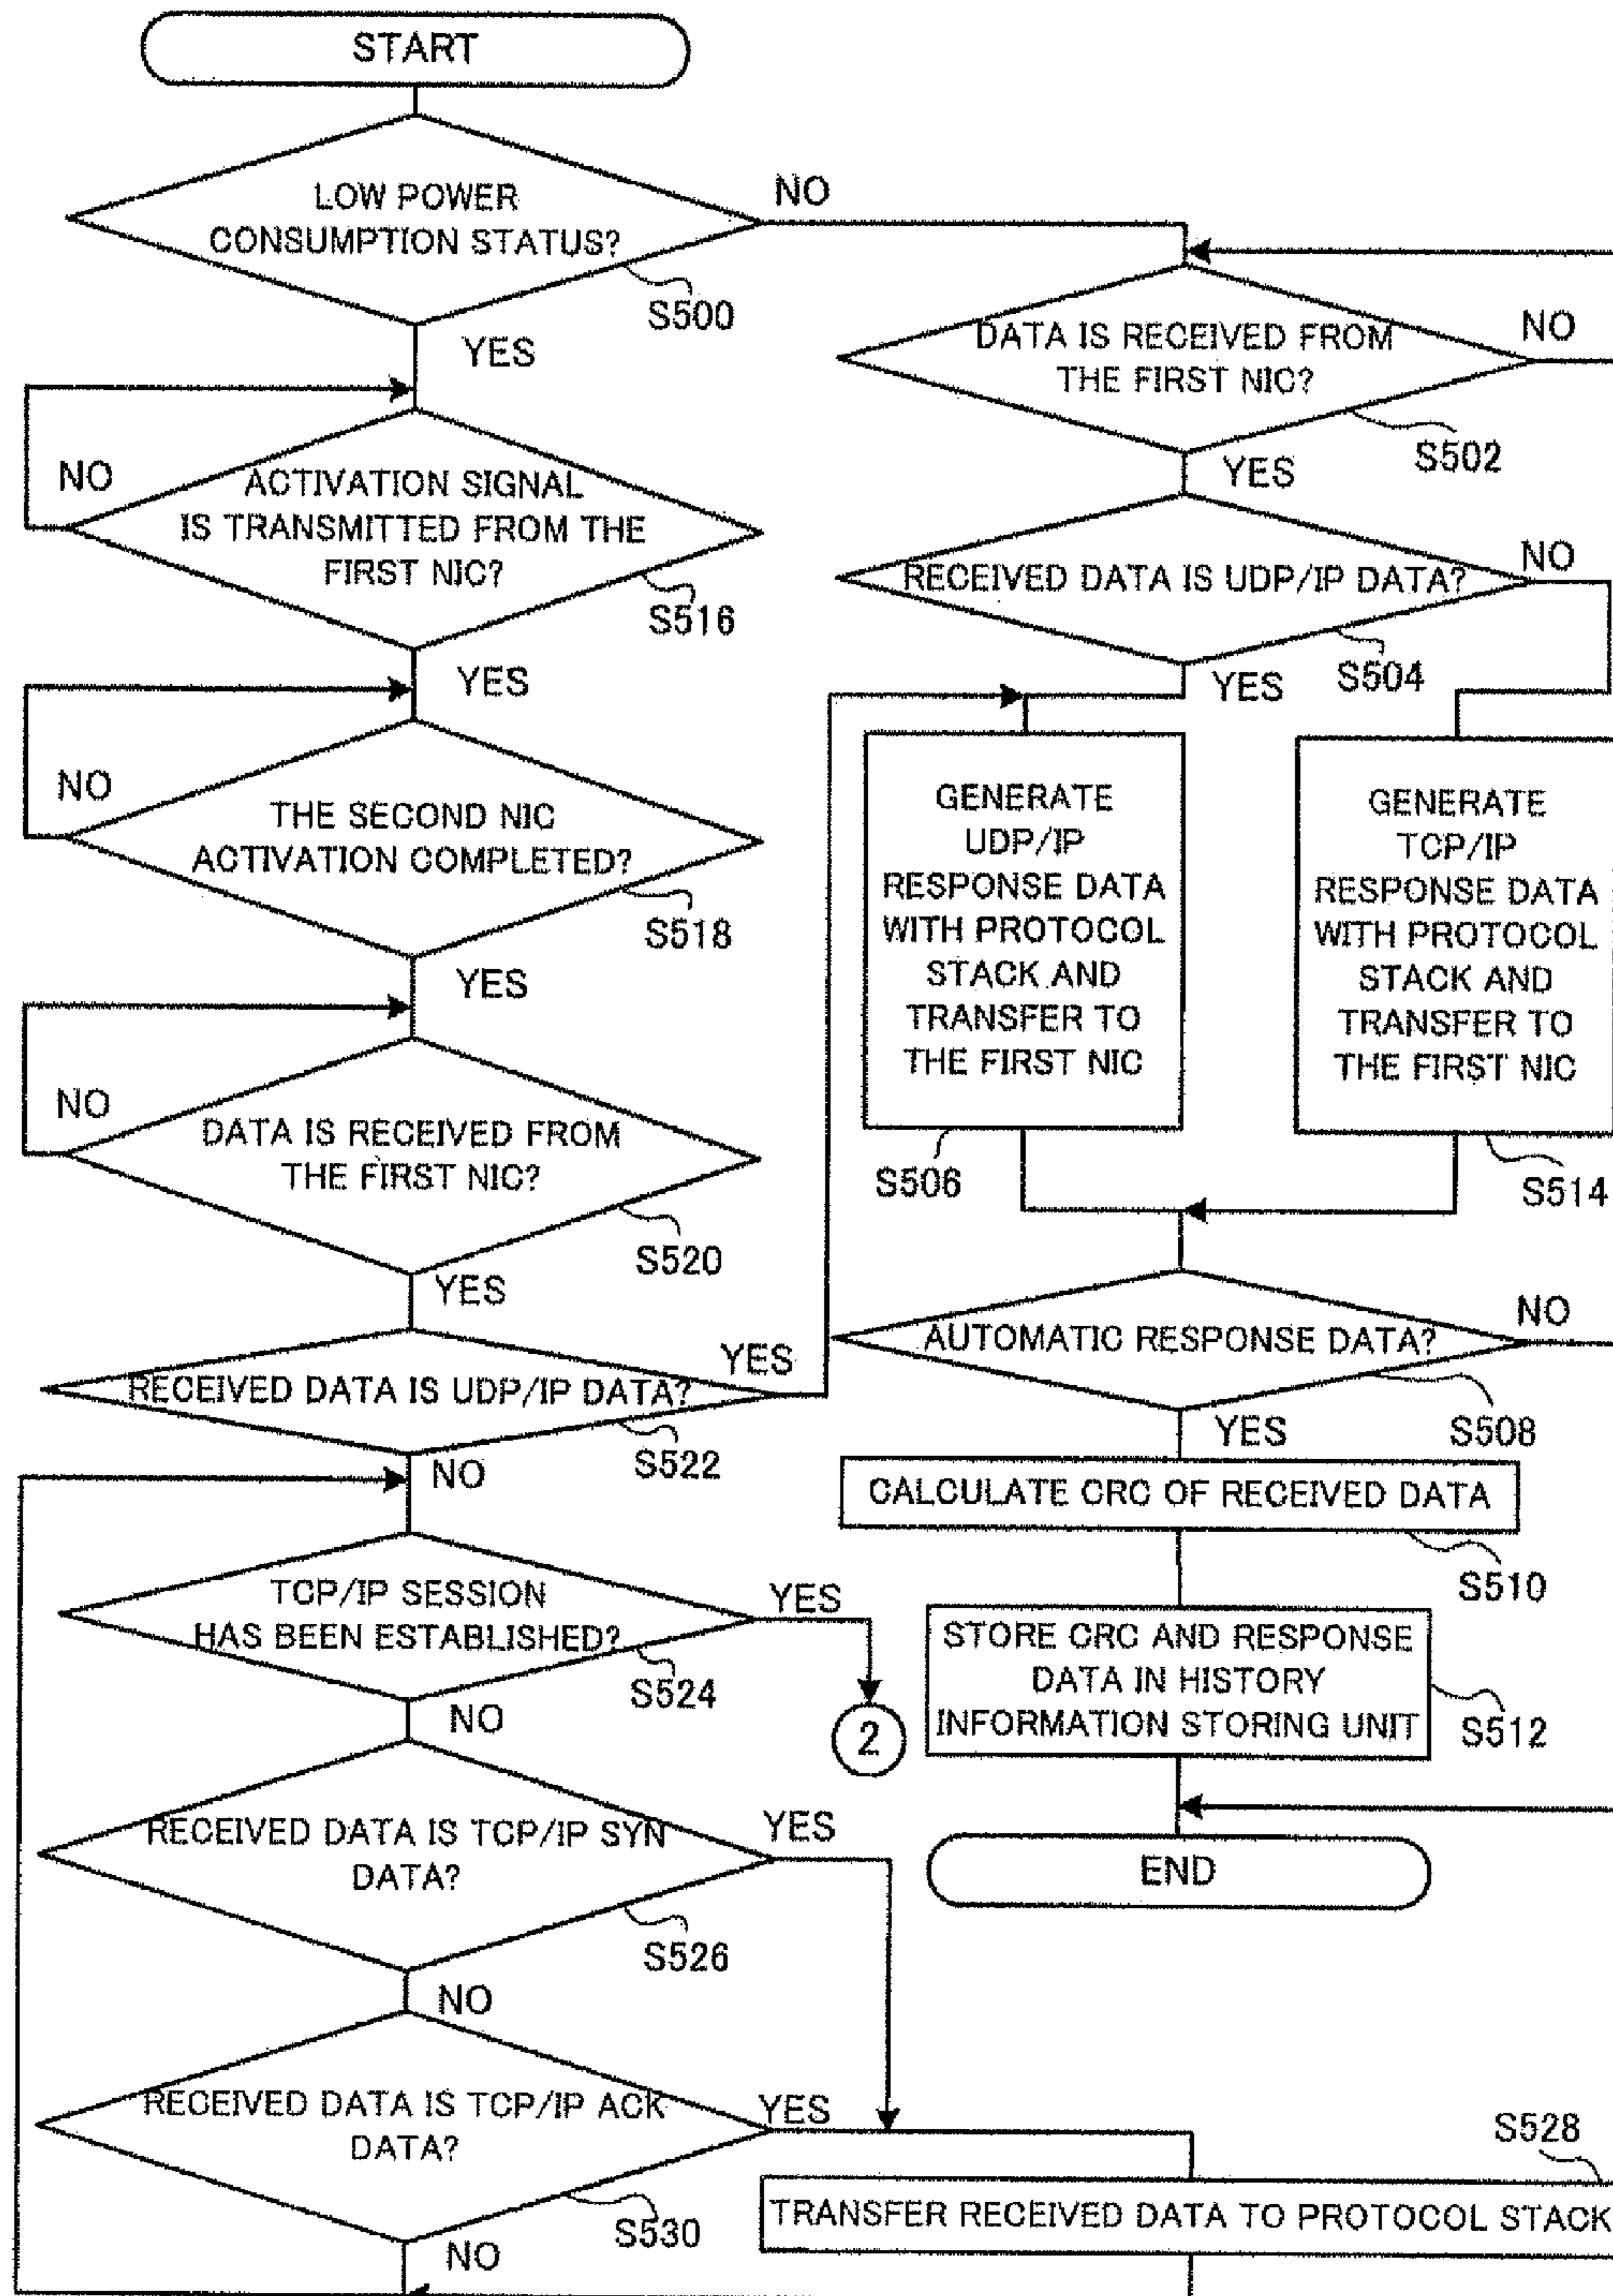 START
LOW POWER
CONSUMPTION STATUS?
NO
S500
YES
NO
ACTIVATION SIGNAL
IS TRANSMITTED FROM THE
FIRST NIC?
S516
YES
NO
THE SECOND NIC
ACTIVATION COMPLETED?
S518
YES
NO
DATA IS RECEIVED FROM
THE FIRST NIC?
S520
YES
RECEIVED DATA IS UDP/IP DATA?
YES
S522
NO
TCP/IP SESSION
HAS BEEN ESTABLISHED?
YES
S524
2
NO
RECEIVED DATA IS TCP/IP SYN
DATA?
YES
S526
NO
RECEIVED DATA IS TCP/IP ACK
DATA?
YES
S530
NO
S528
TRANSFER RECEIVED DATA TO PROTOCOL STACK
DATA IS RECEIVED FROM
THE FIRST NIC?
NO
S502
YES
RECEIVED DATA IS UDP/IP DATA?
NO
S504
YES
GENERATE
UDP/IP
RESPONSE DATA
WITH PROTOCOL
STACK AND
TRANSFER TO
THE FIRST NIC
S506
GENERATE
TCP/IP
RESPONSE DATA
WITH PROTOCOL
STACK AND
TRANSFER TO
THE FIRST NIC
S514
AUTOMATIC RESPONSE DATA?
NO
S508
YES
CALCULATE CRC OF RECEIVED DATA
S510
STORE CRC AND RESPONSE
DATA IN HISTORY
INFORMATION STORING UNIT
S512
END